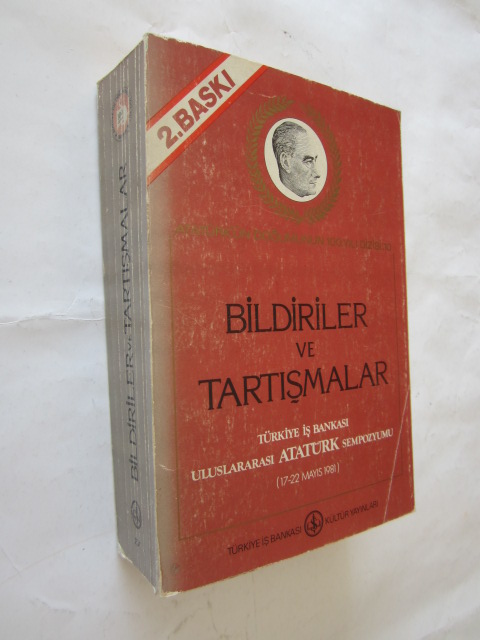 2.BASKI
BİLDİRİLER
VE
TARTIŞMALAR
TÜRKİYE İŞ BANKASI
ULUSLARARASI ATATÜRK SEMPOZYUMU
(17-22 MAYIS 1981)
TÜRKİYE İŞ BANKASI KÜLTÜR YAYINLARI
BİLDİRİLER VE TARTIŞMALAR